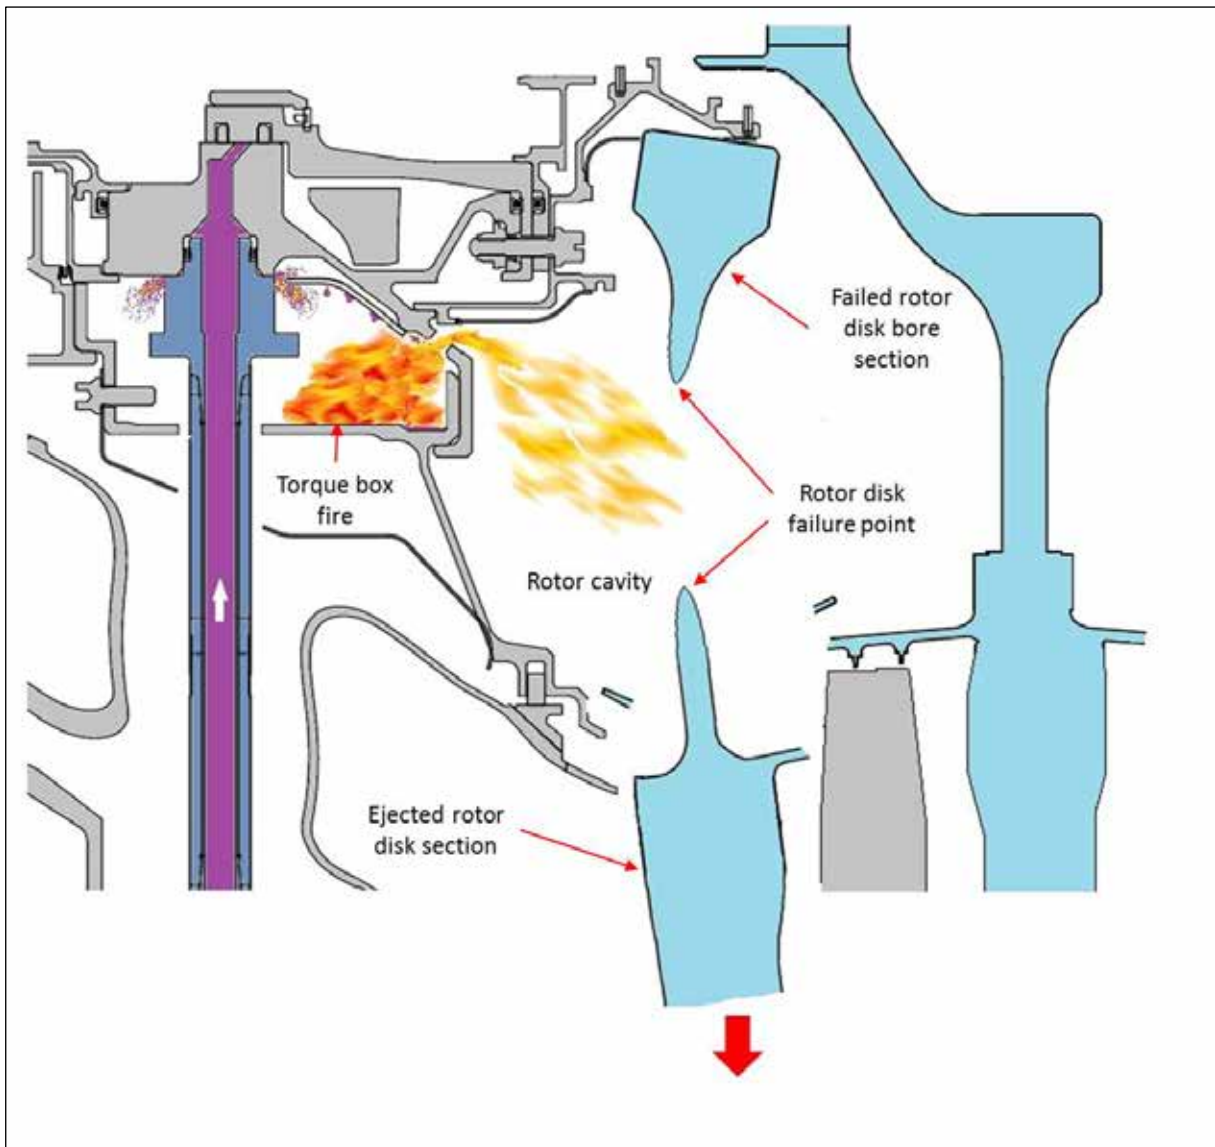 Failed rotor
disk bore
section
Torque box
fire
Rotor disk
failure point
Rotor cavity
Ejected rotor
disk section